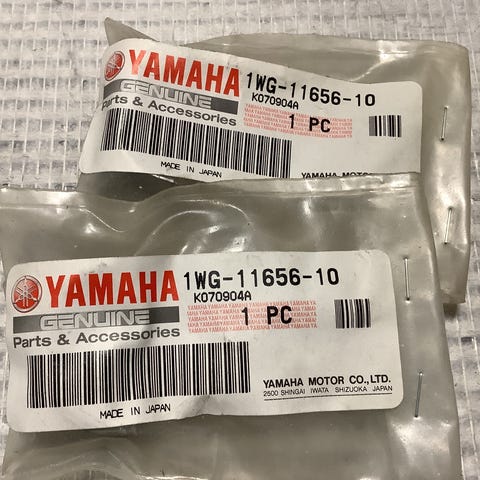 YAMAHA 1WG-11656-10
GENUINE K070904A
Parts & Accessories 1 PC
MADE IN JAPAN YAMAHA MOTOR
YAMAHA 1WG-11656-10
GENUINE K070904A
Parts & Accessories 1 PC
YAMAHA MOTOR CO.,LTD.
MADE IN JAPAN 2500 SHINGAI IWATA SHIZUOKA JAPAN